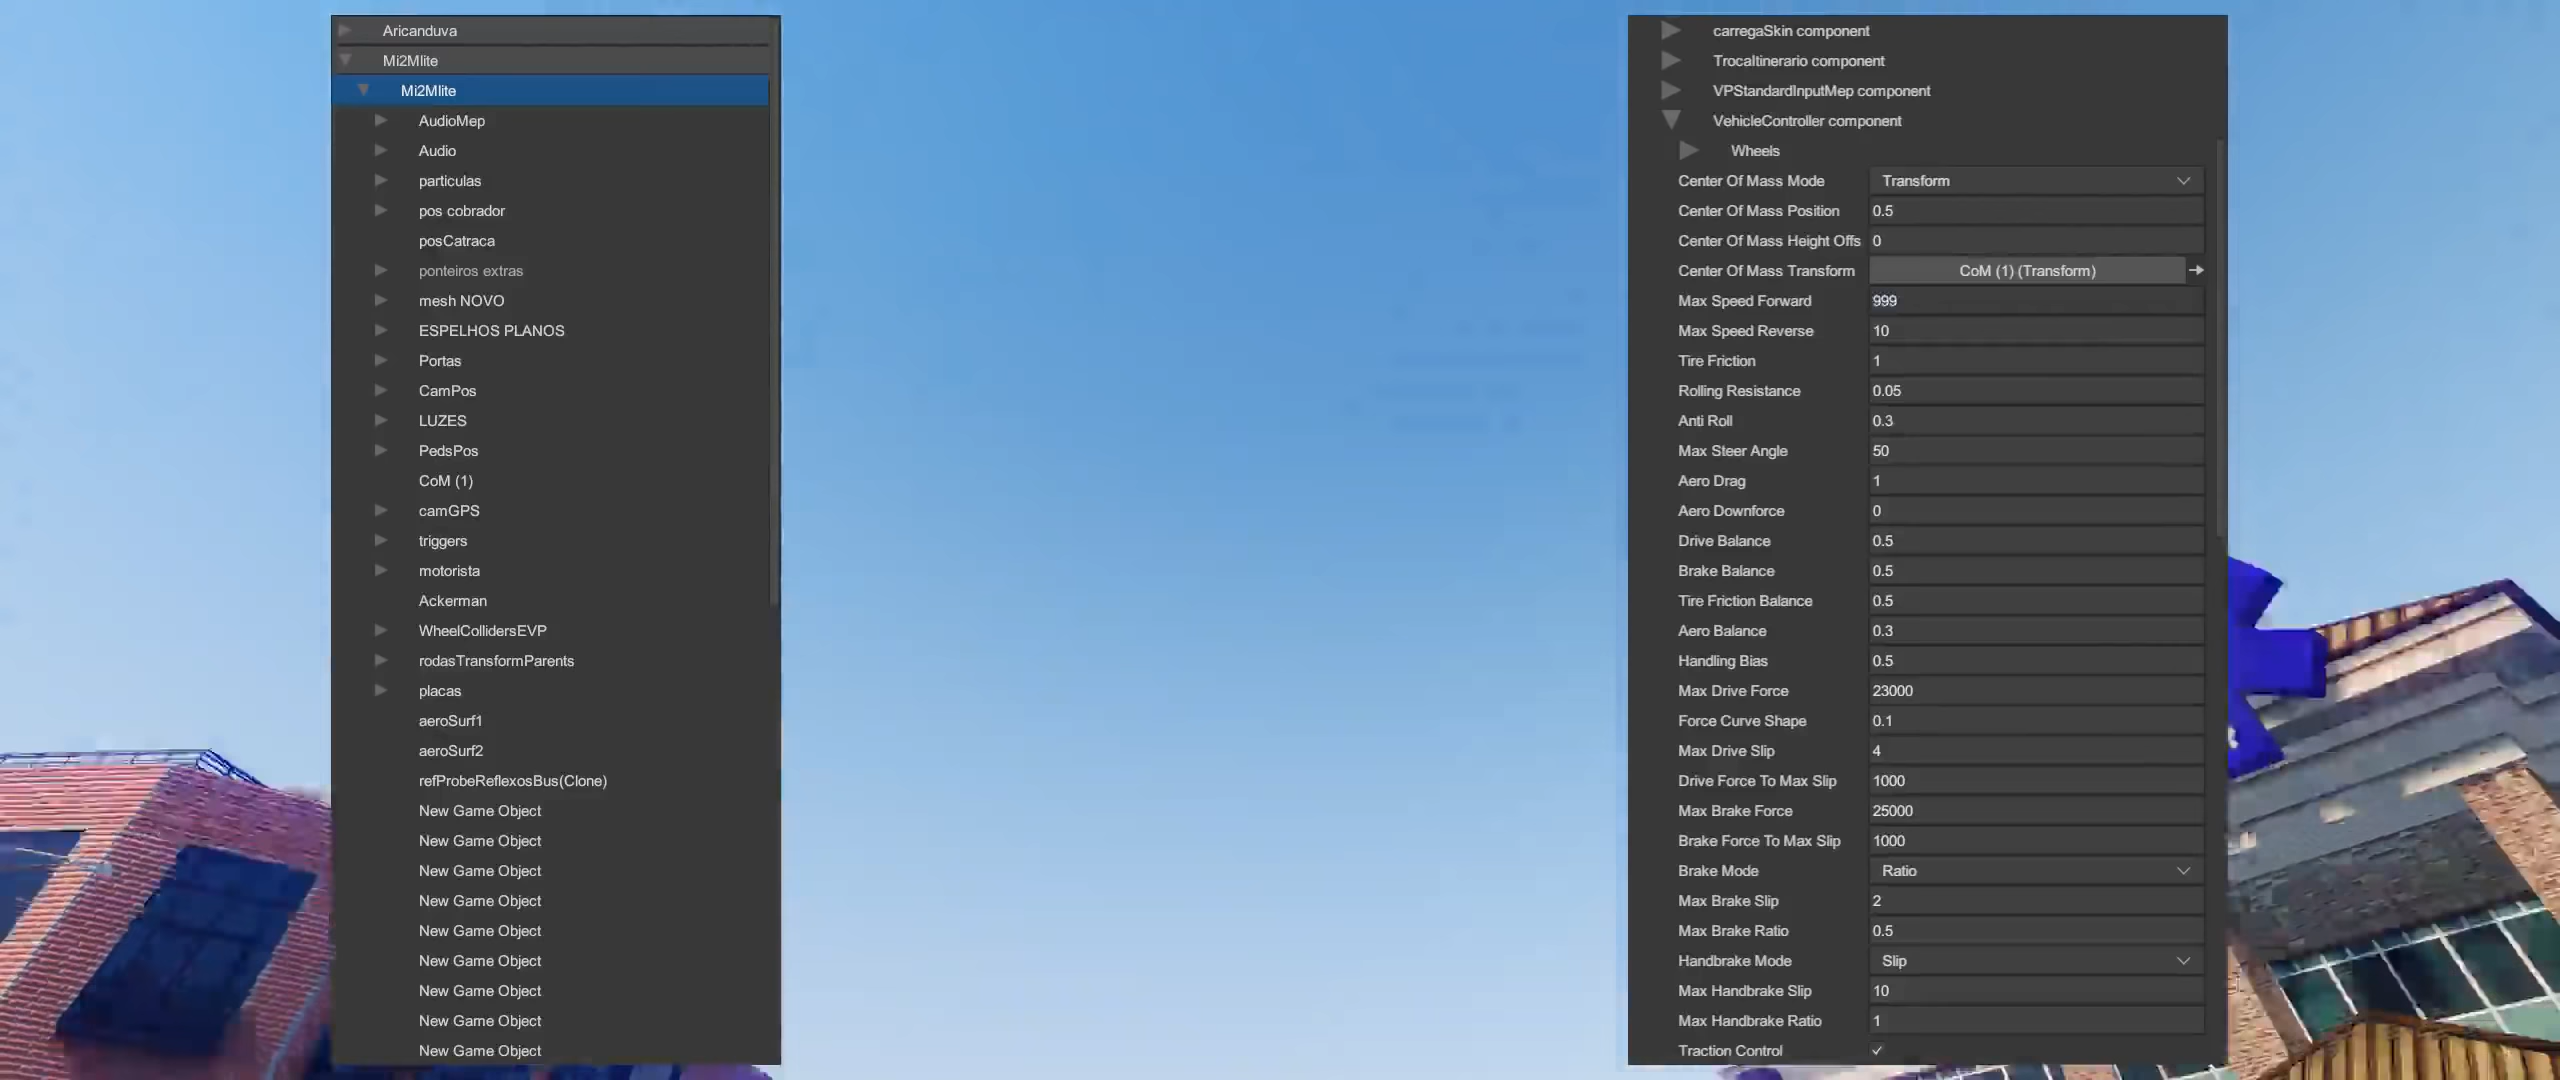 Aricanduva
Mi2Mlite
Mi2Mlite
AudioMep
Audio
particulas
pos cobrador
posCatraca
ponteiros extras
mesh NOVO
ESPELHOS PLANOS
Portas
CamPos
LUZES
PedsPos
CoM (1)
camGPS
triggers
motorista
Ackerman
WheelCollidersEVP
rodasTransformParents
placas
aeroSurf1
aeroSurf2
refProbeReflexosBus(Clone)
New Game Object
New Game Object
New Game Object
New Game Object
New Game Object
New Game Object
New Game Object
New Game Object
New Game Object
carregaSkin component
TrocaItinerario component
VPStandardInputMep component
VehicleController component
Wheels
Center Of Mass Mode Transform
Center Of Mass Position 0.5
Center Of Mass Height Offs 0
Center Of Mass Transform CoM (1) (Transform)
Max Speed Forward 999
Max Speed Reverse 10
Tire Friction 1
Rolling Resistance 0.05
Anti Roll 0.3
Max Steer Angle 50
Aero Drag 1
Aero Downforce 0
Drive Balance 0.5
Brake Balance 0.5
Tire Friction Balance 0.5
Aero Balance 0.3
Handling Bias 0.5
Max Drive Force 23000
Force Curve Shape 0.1
Max Drive Slip 4
Drive Force To Max Slip 1000
Max Brake Force 25000
Brake Force To Max Slip 1000
Brake Mode Ratio
Max Brake Slip 2
Max Brake Ratio 0.5
Handbrake Mode Slip
Max Handbrake Slip 10
Max Handbrake Ratio 1
Traction Control